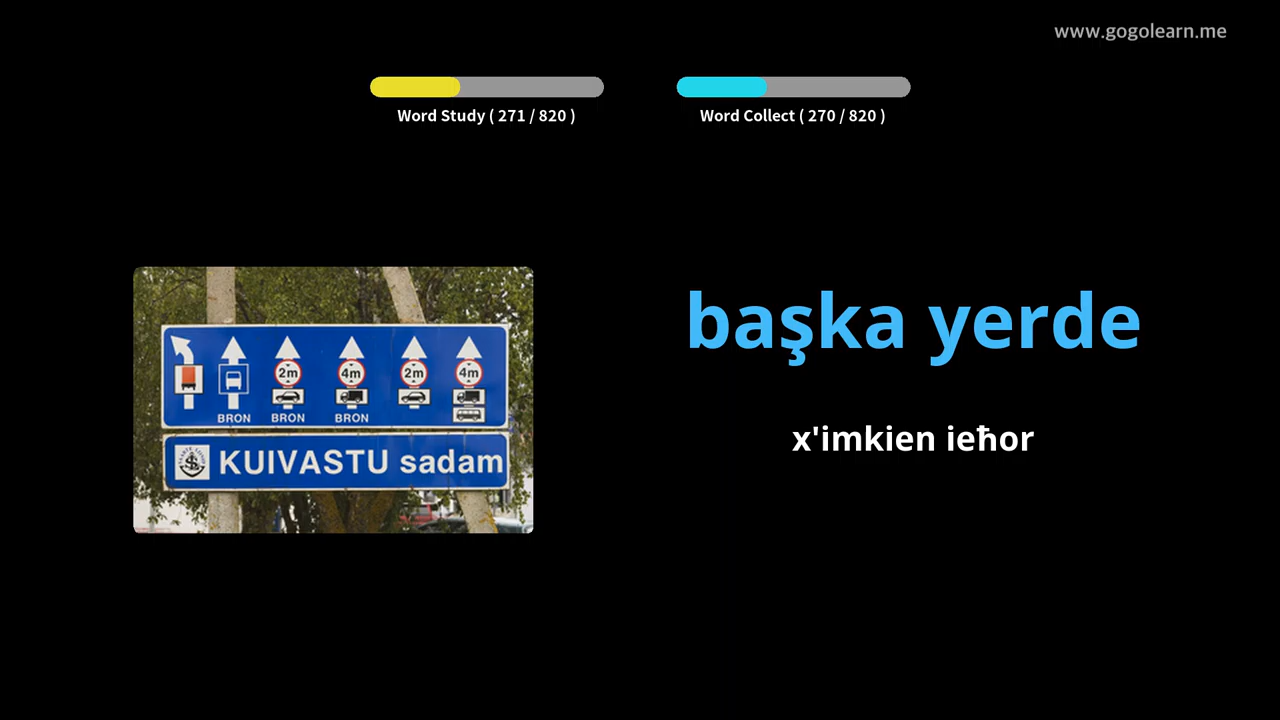 www.gogolearn.me
Word Study ( 271 / 820 )
Word Collect ( 270 / 820 )
başka yerde
x'imkien ieħor
2m
4m
2m
4m
BRON
BRON
BRON
KUIVASTU sadam